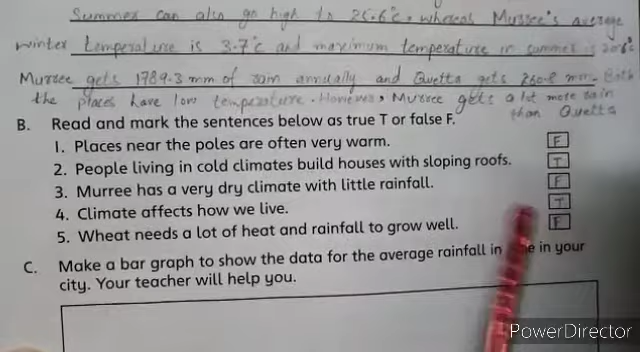 Summer can also go high to 25.6°c, whereas Murree's average
winter temperature is 3.7°c and maximum temperature in summer is 20.6°c
Murree gets 1789.3 mm of rain annually and Quetta gets 260.8 mm. Both
the places have low temperature. However, Murree gets a lot more rain
than Quetta
B. Read and mark the sentences below as true T or false F.
1. Places near the poles are often very warm. F
2. People living in cold climates build houses with sloping roofs. T
3. Murree has a very dry climate with little rainfall. F
4. Climate affects how we live. T
5. Wheat needs a lot of heat and rainfall to grow well. F
C. Make a bar graph to show the data for the average rainfall in in your
city. Your teacher will help you.
PowerDirector